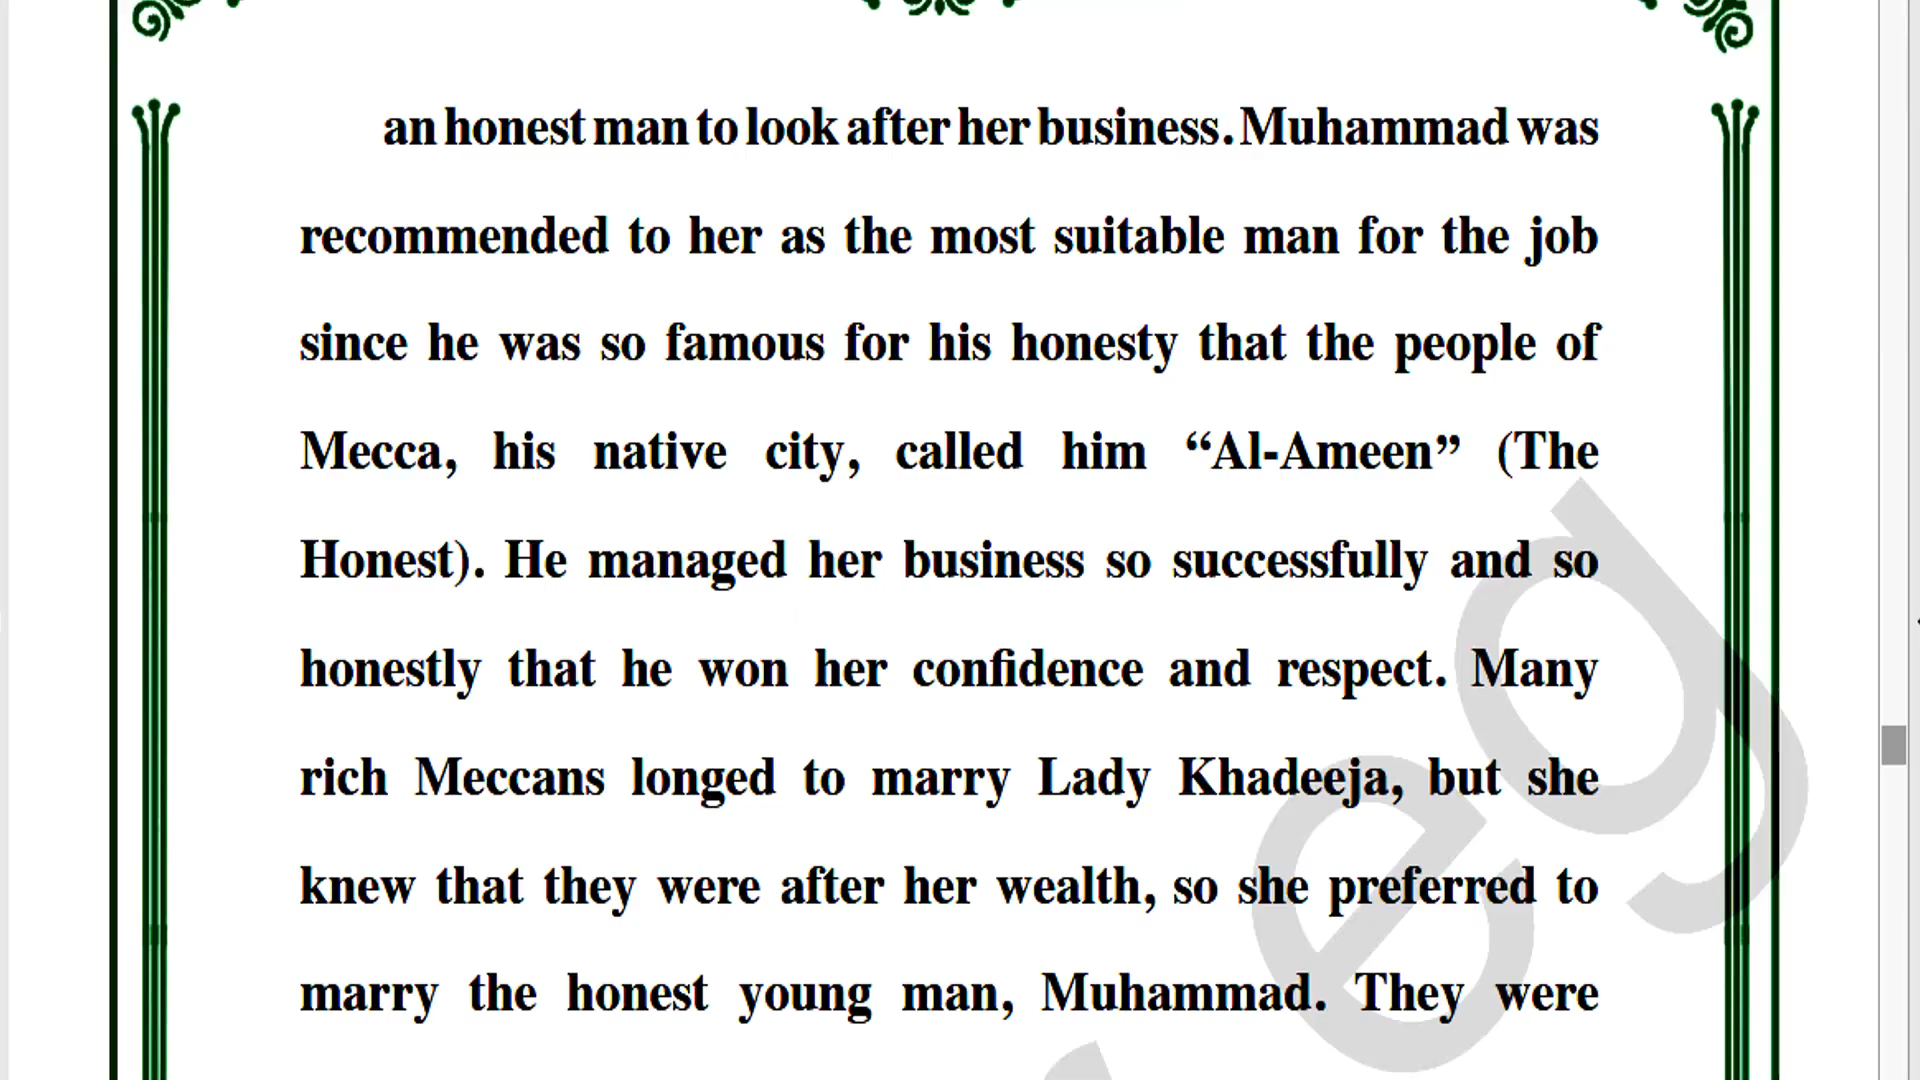 an honest man to look after her business. Muhammad was
recommended to her as the most suitable man for the job
since he was so famous for his honesty that the people of
Mecca, his native city, called him “Al-Ameen” (The
Honest). He managed her business so successfully and so
honestly that he won her confidence and respect. Many
rich Meccans longed to marry Lady Khadeeja, but she
knew that they were after her wealth, so she preferred to
marry the honest young man, Muhammad. They were
eg